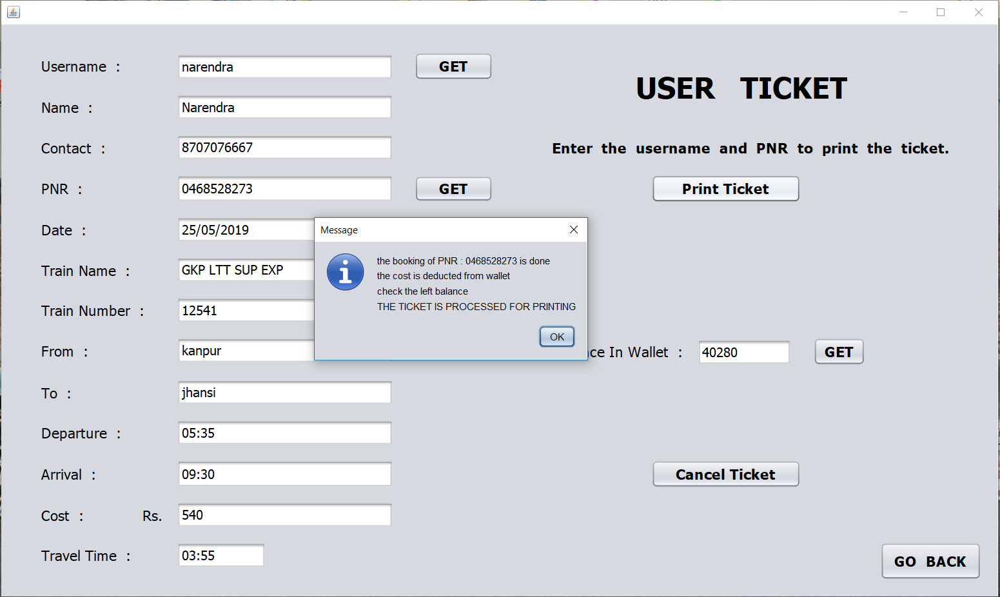 Username :
narendra
GET
USER TICKET
Name :
Narendra
Contact :
8707076667
Enter the username and PNR to print the ticket.
PNR :
0468528273
GET
Print Ticket
Date :
25/05/2019
Message
the booking of PNR : 0468528273 is done
the cost is deducted from wallet
check the left balance
THE TICKET IS PROCESSED FOR PRINTING
OK
Train Name :
GKP LTT SUP EXP
Train Number :
12541
From :
kanpur
In Wallet :
40280
GET
To :
jhansi
Departure :
05:35
Arrival :
09:30
Cancel Ticket
Cost : Rs.
540
Travel Time :
03:55
GO BACK